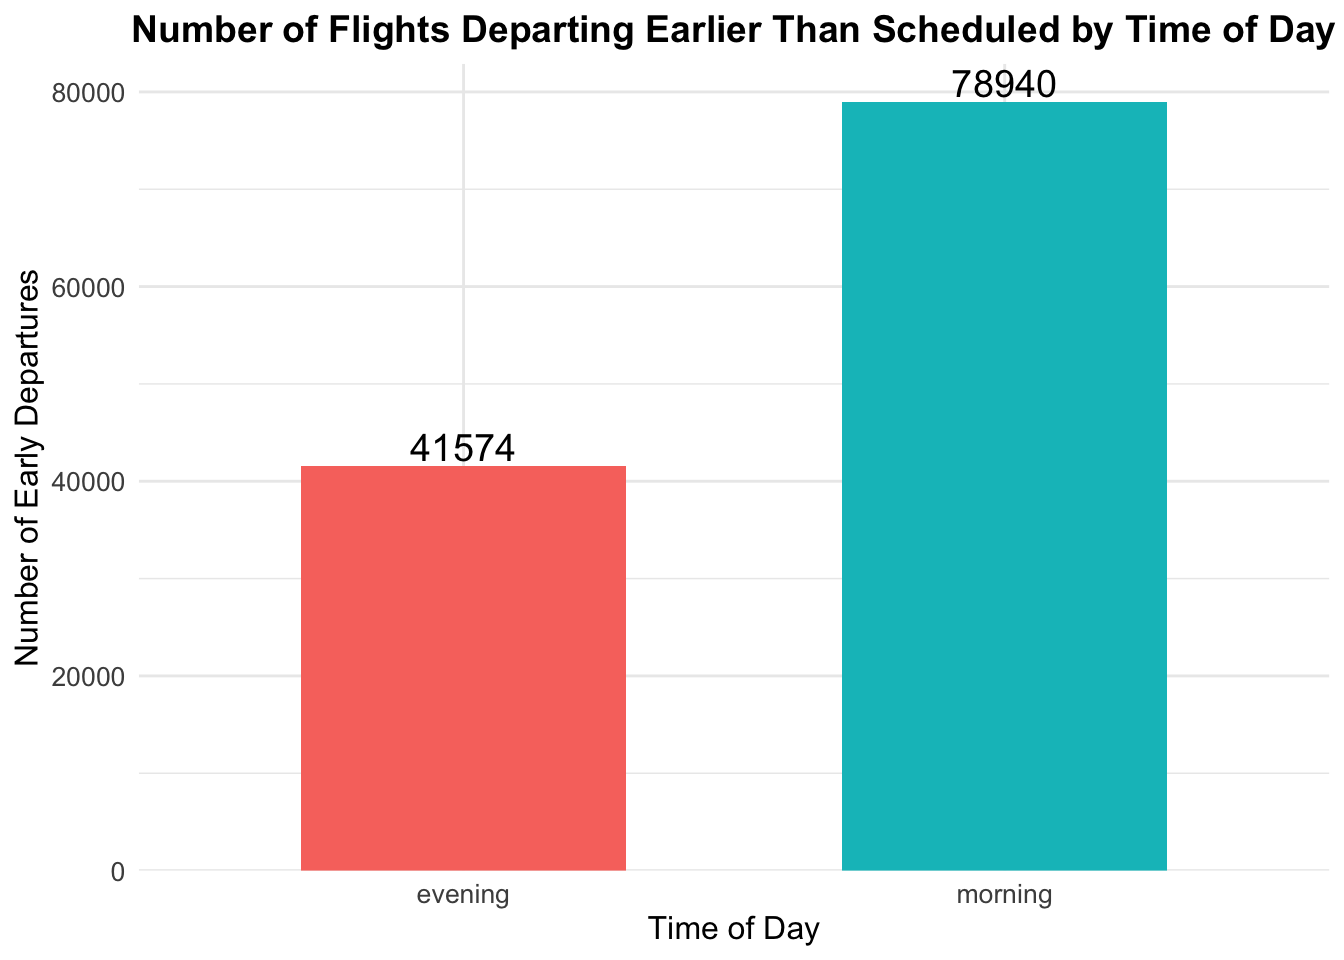 Number of Flights Departing Earlier Than Scheduled by Time of Day
Number of Early Departures
80000
60000
40000
20000
0
41574
78940
evening
morning
Time of Day